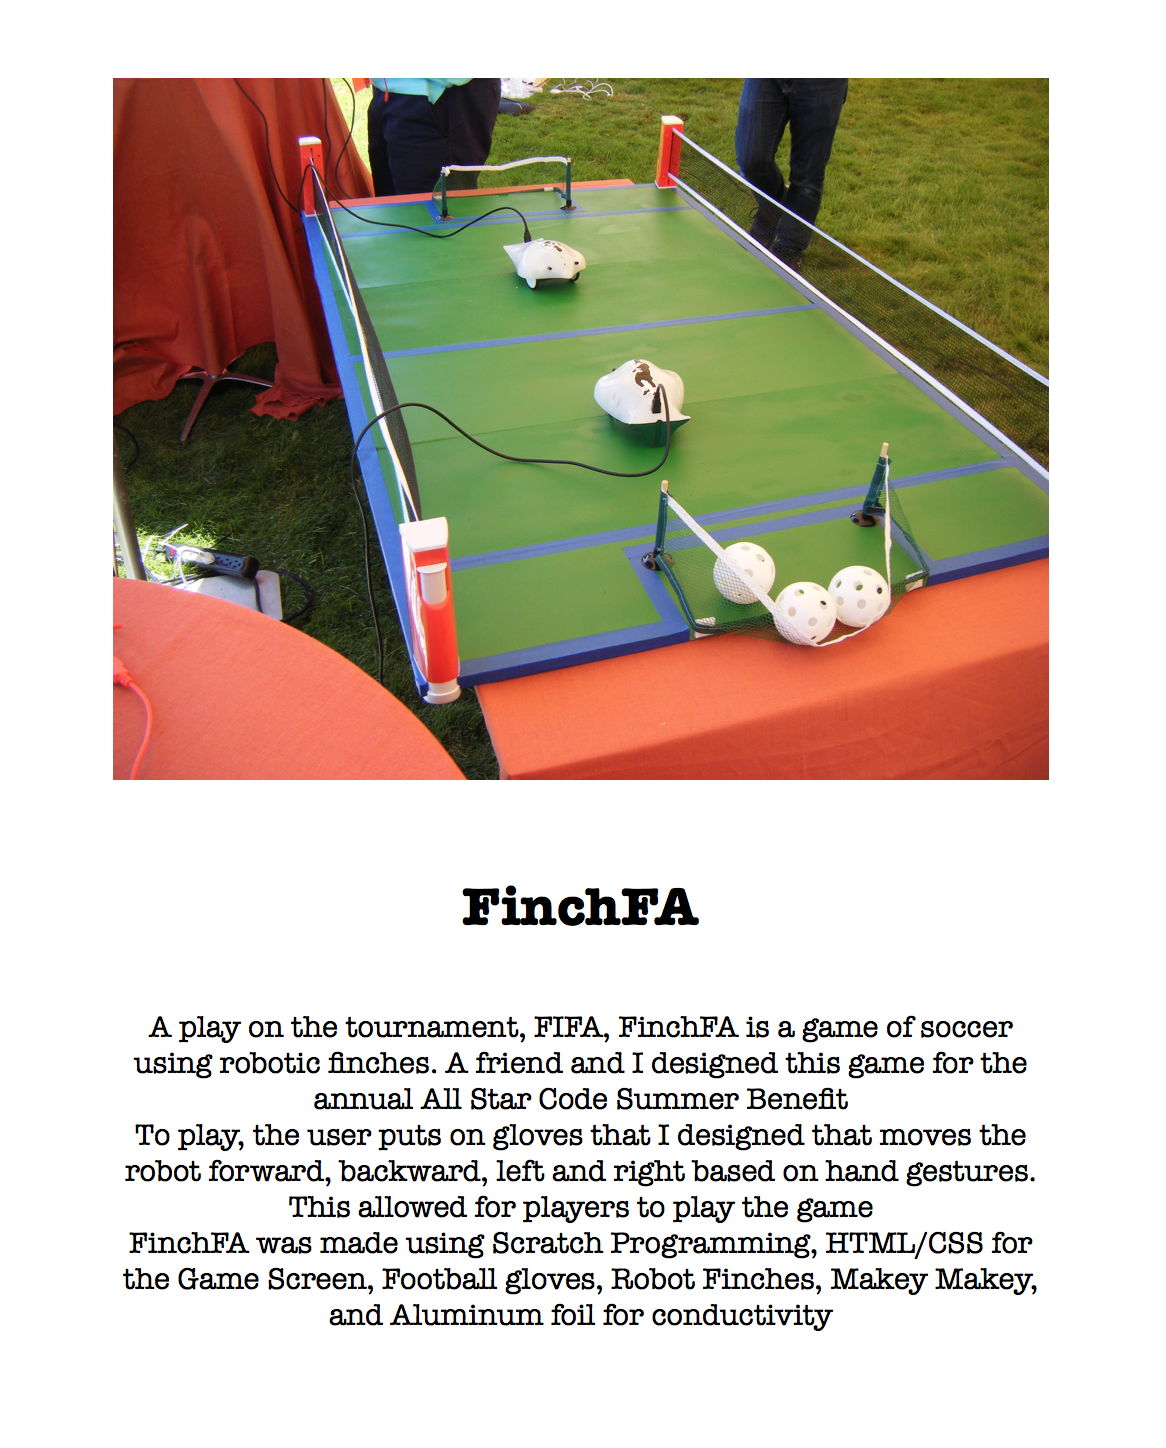 FinchFA
A play on the tournament, FIFA, FinchFA is a game of soccer
using robotic finches. A friend and I designed this game for the
annual All Star Code Summer Benefit
To play, the user puts on gloves that I designed that moves the
robot forward, backward, left and right based on hand gestures.
This allowed for players to play the game
FinchFA was made using Scratch Programming, HTML/CSS for
the Game Screen, Football gloves, Robot Finches, Makey Makey,
and Aluminum foil for conductivity